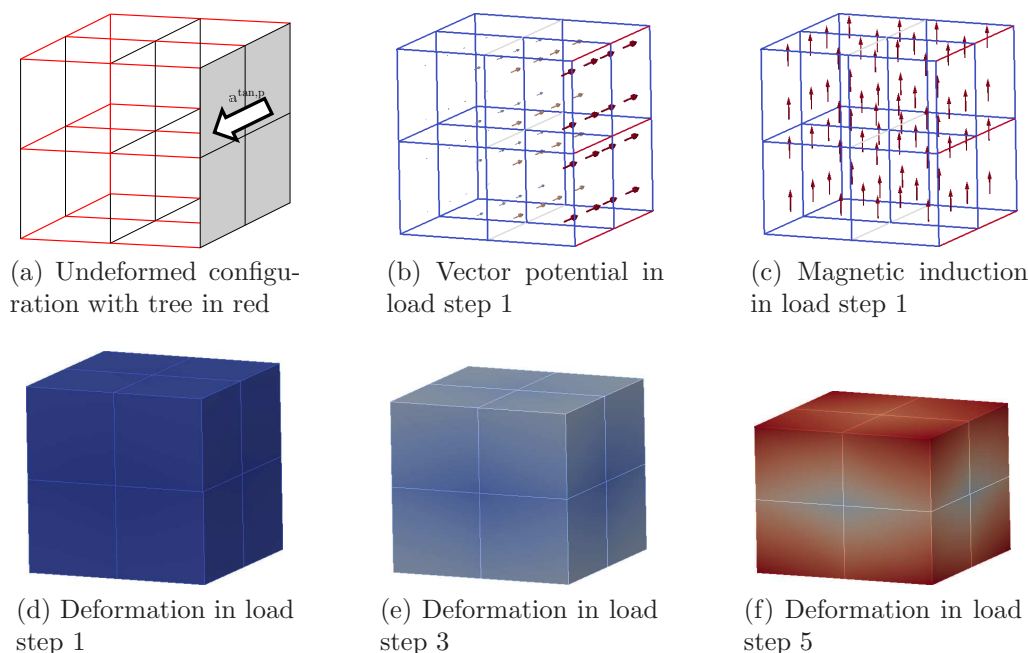 a^tan,p
(a) Undeformed configu-
ration with tree in red
(b) Vector potential in
load step 1
(c) Magnetic induction
in load step 1
(d) Deformation in load
step 1
(e) Deformation in load
step 3
(f) Deformation in load
step 5